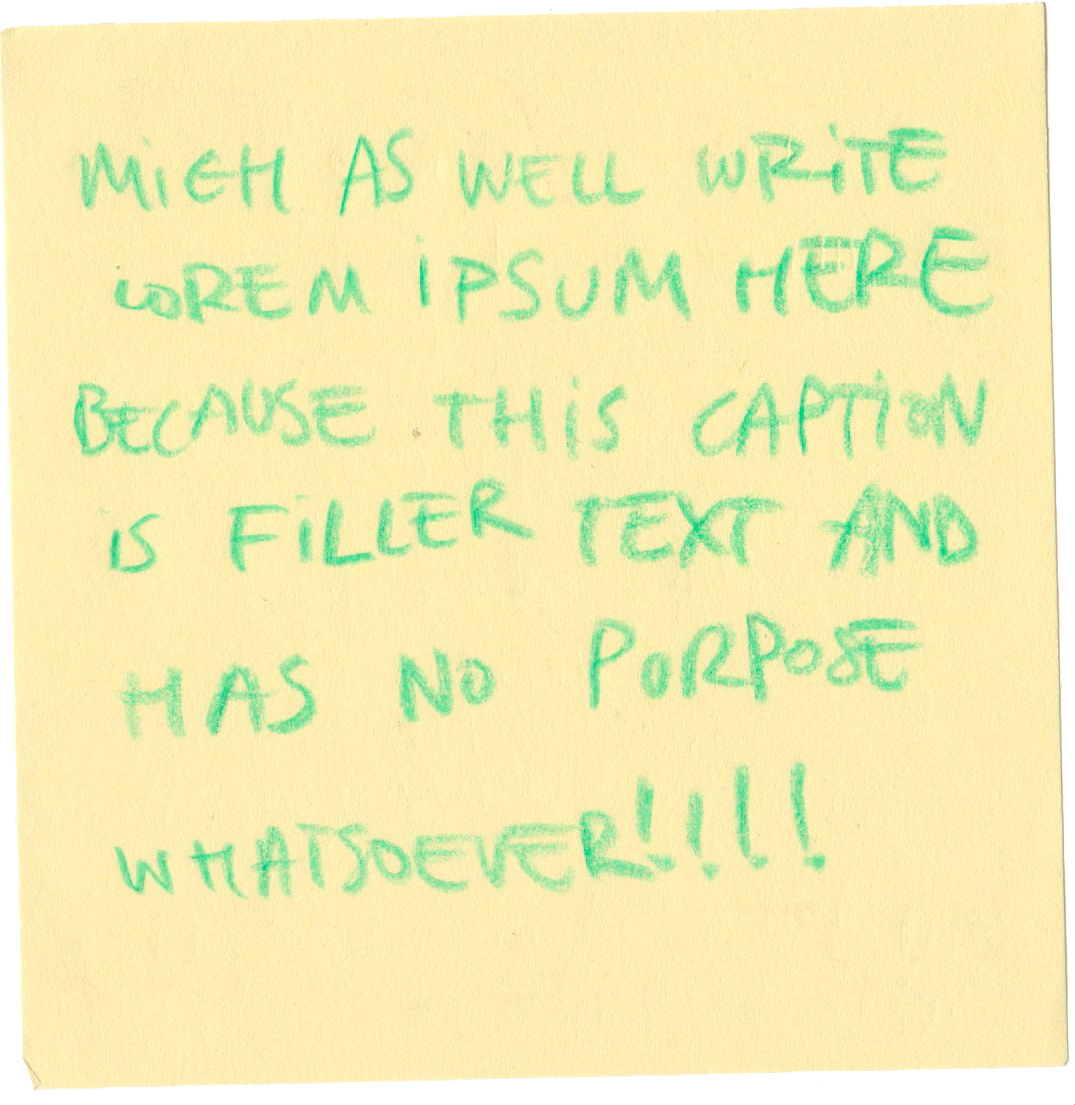 MiGH AS WELL WRiTE
LOREM iPSUM HERE
BECAUSE THiS CAPTiON
iS FiLLER TEXT AND
HAS NO PORPOSE
WHATSOEVER!!!!